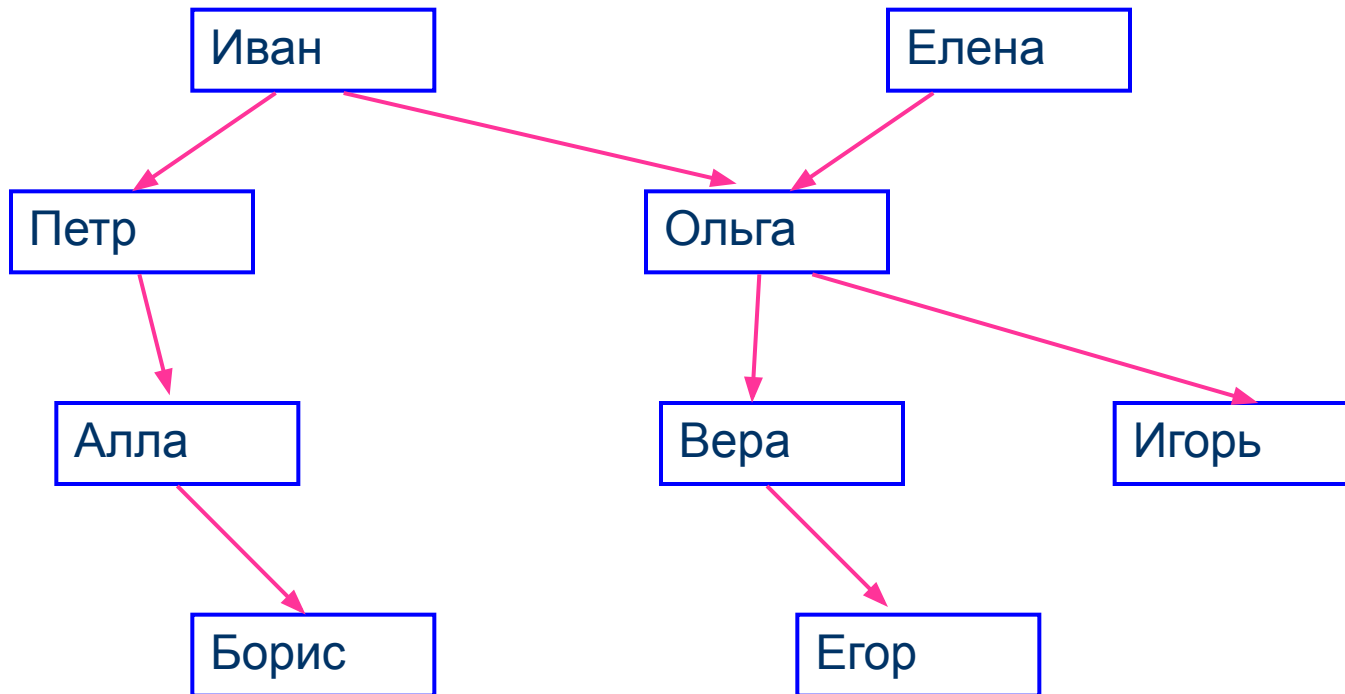 Иван
Елена
Петр
Ольга
Алла
Вера
Игорь
Борис
Егор